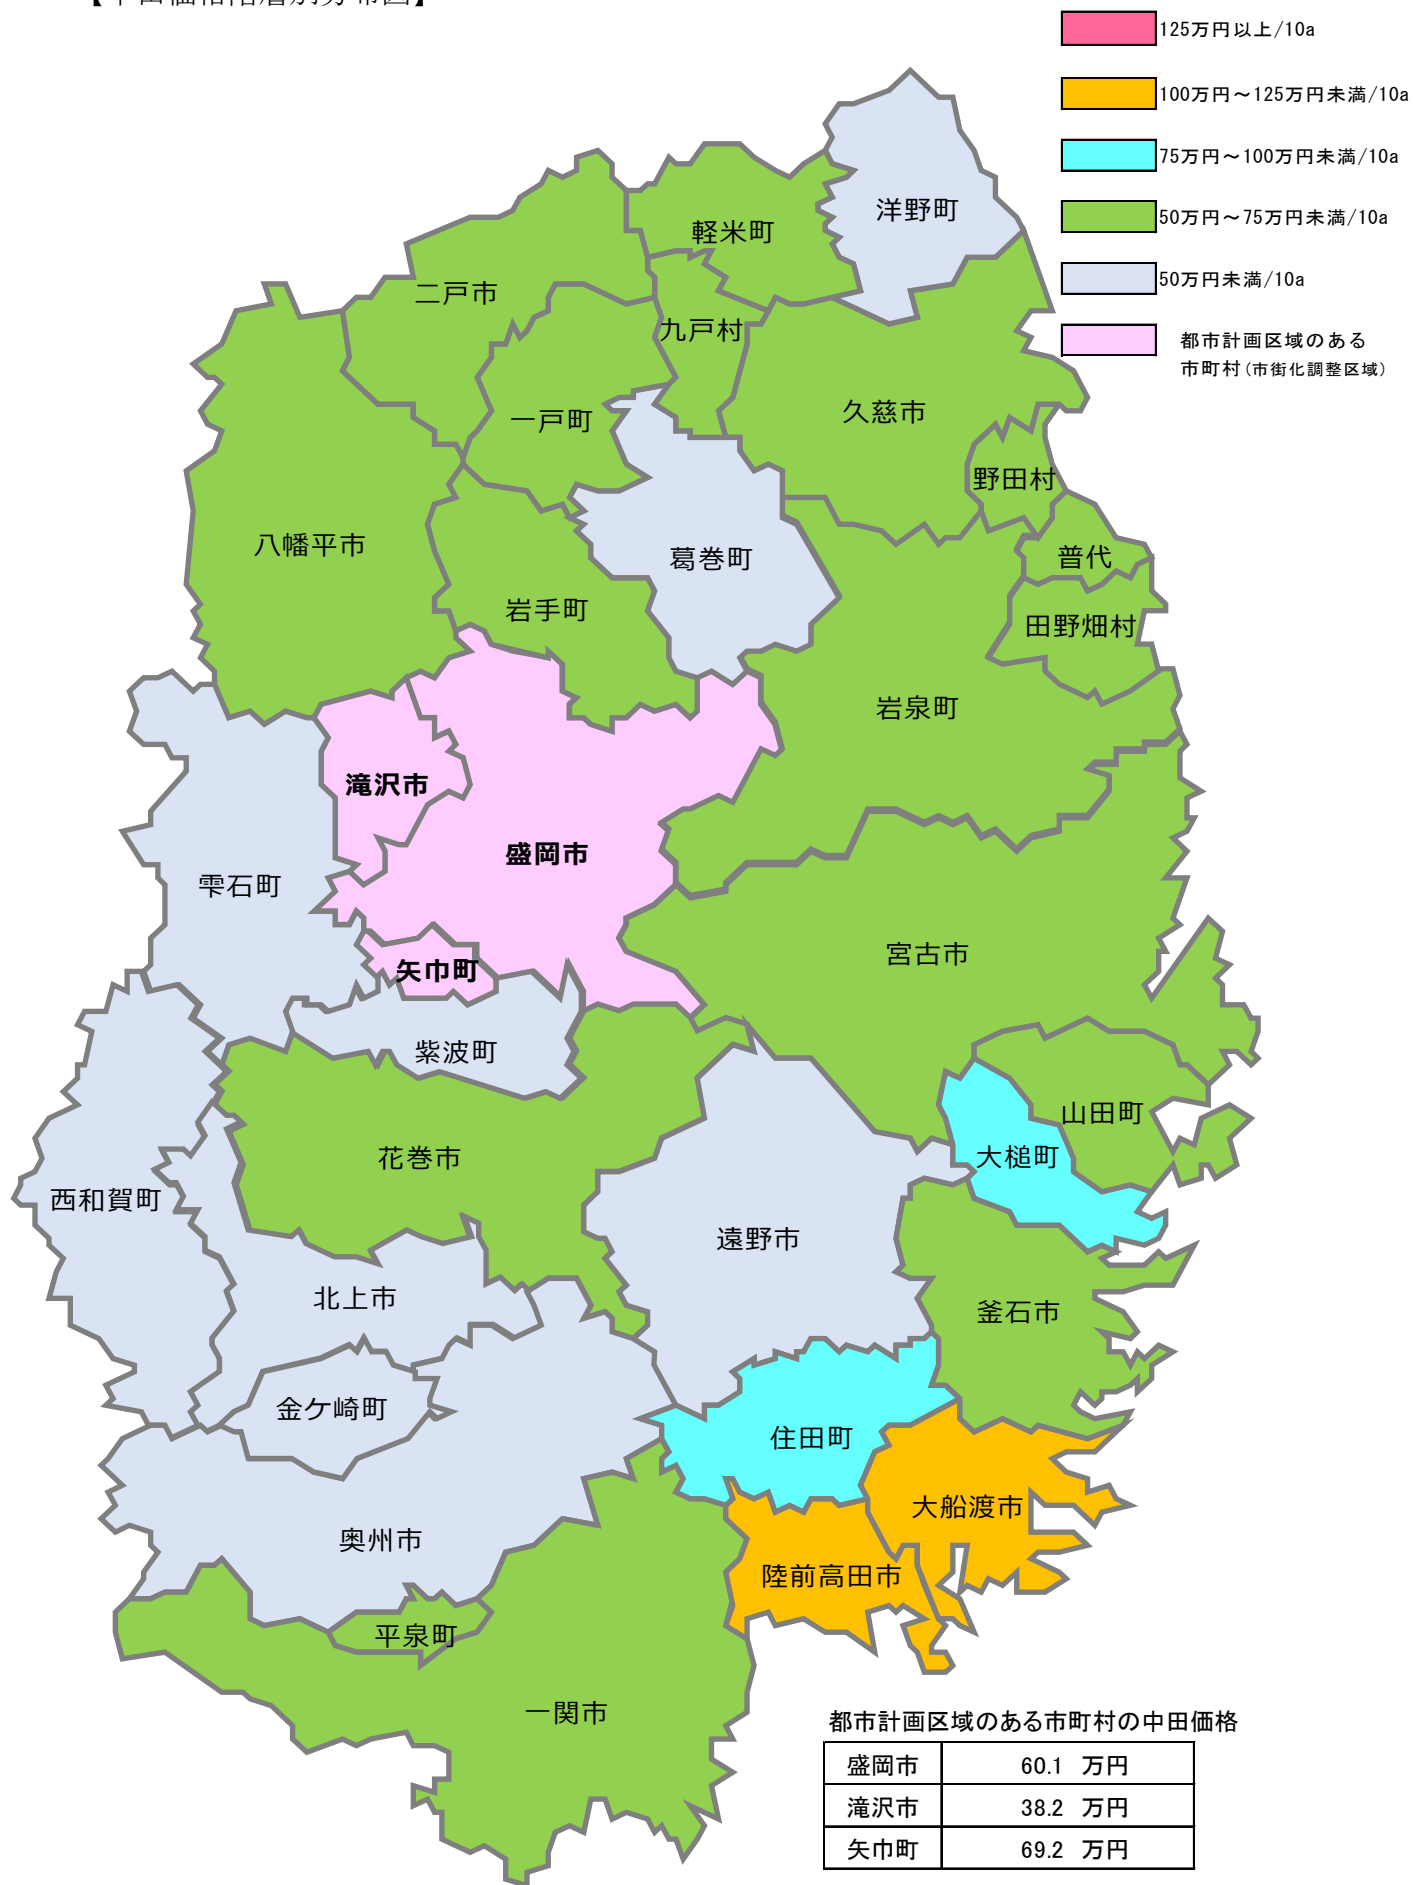 125万円以上/10a
100万円～125万円未満/10a
75万円～100万円未満/10a
50万円～75万円未満/10a
50万円未満/10a
都市計画区域のある
市町村(市街化調整区域)
洋野町
軽米町
二戸市
九戸村
一戸町
久慈市
野田村
八幡平市
葛巻町
普代
岩手町
田野畑村
岩泉町
滝沢市
盛岡市
雫石町
宮古市
矢巾町
紫波町
山田町
花巻市
大槌町
西和賀町
遠野市
北上市
釜石市
金ケ崎町
住田町
大船渡市
奥州市
陸前高田市
平泉町
一関市
都市計画区域のある市町村の中田価格
盛岡市 60.1 万円
滝沢市 38.2 万円
矢巾町 69.2 万円